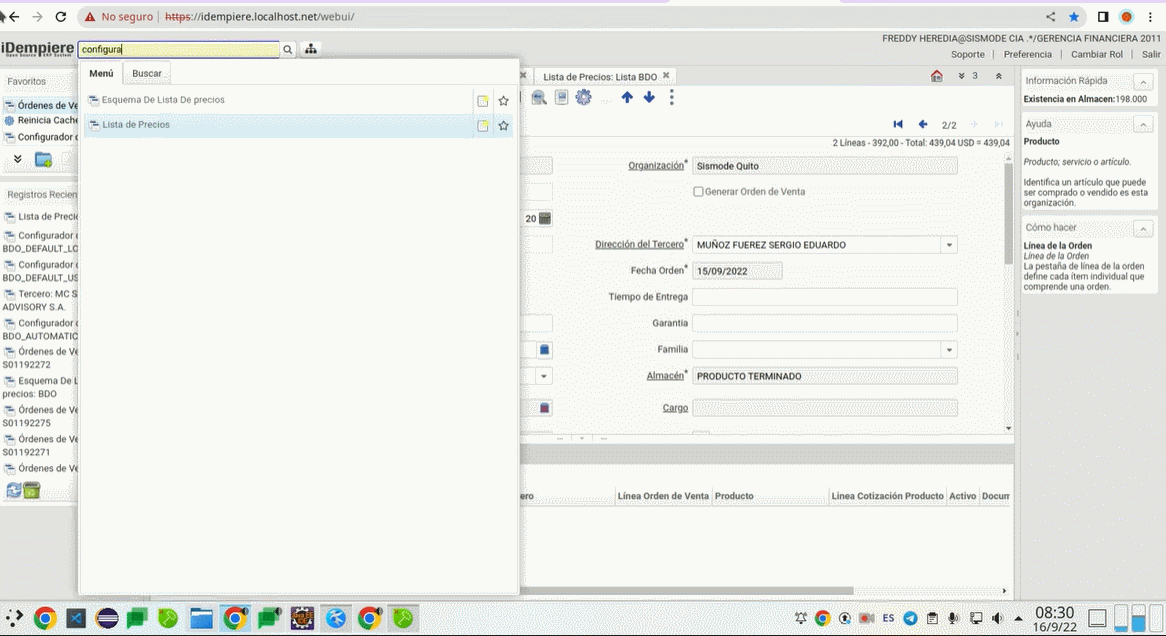 No seguro https://idempiere.localhost.net/webui/
iDempiere
configura
FREDDY HEREDIA@SISMODE CIA .*/GERENCIA FINANCIERA 2011
Soporte | Preferencia | Cambiar Rol | Salir
Menú Buscar
Esquema De Lista De precios
Lista de Precios
Favoritos
Órdenes de Ve
Reinicia Cache
Configurador d
Registros Recien
Lista de Precio
Configurador d
BDO_DEFAULT_LO
Configurador d
BDO_DEFAULT_US
Tercero: MC S
ADVISORY S.A.
Configurador d
BDO_AUTOMATIC
Órdenes de Ve
S01192272
Esquema De L
precios: BDO
Órdenes de Ve
S01192275
Órdenes de Ve
S01192271
Órdenes de Ve
Lista de Precios: Lista BDO
3
2/2
2 Líneas - 392,00 - Total: 439,04 USD = 439,04
Organización* Sismode Quito
Generar Orden de Venta
20
Dirección del Tercero* MUÑOZ FUEREZ SERGIO EDUARDO
Fecha Orden* 15/09/2022
Tiempo de Entrega
Garantía
Familia
Almacén* PRODUCTO TERMINADO
Cargo
ero Línea Orden de Venta Producto Linea Cotización Producto Activo Docum
Información Rápida
Existencia en Almacen:198.000
Ayuda
Producto
Producto; servicio o artículo.
Identifica un artículo que puede
ser comprado o vendido es esta
organización.
Cómo hacer
Línea de la Orden
Línea de la Orden
La pestaña de línea de la orden
define cada ítem individual que
comprende una orden.
ES
08:30
16/9/22